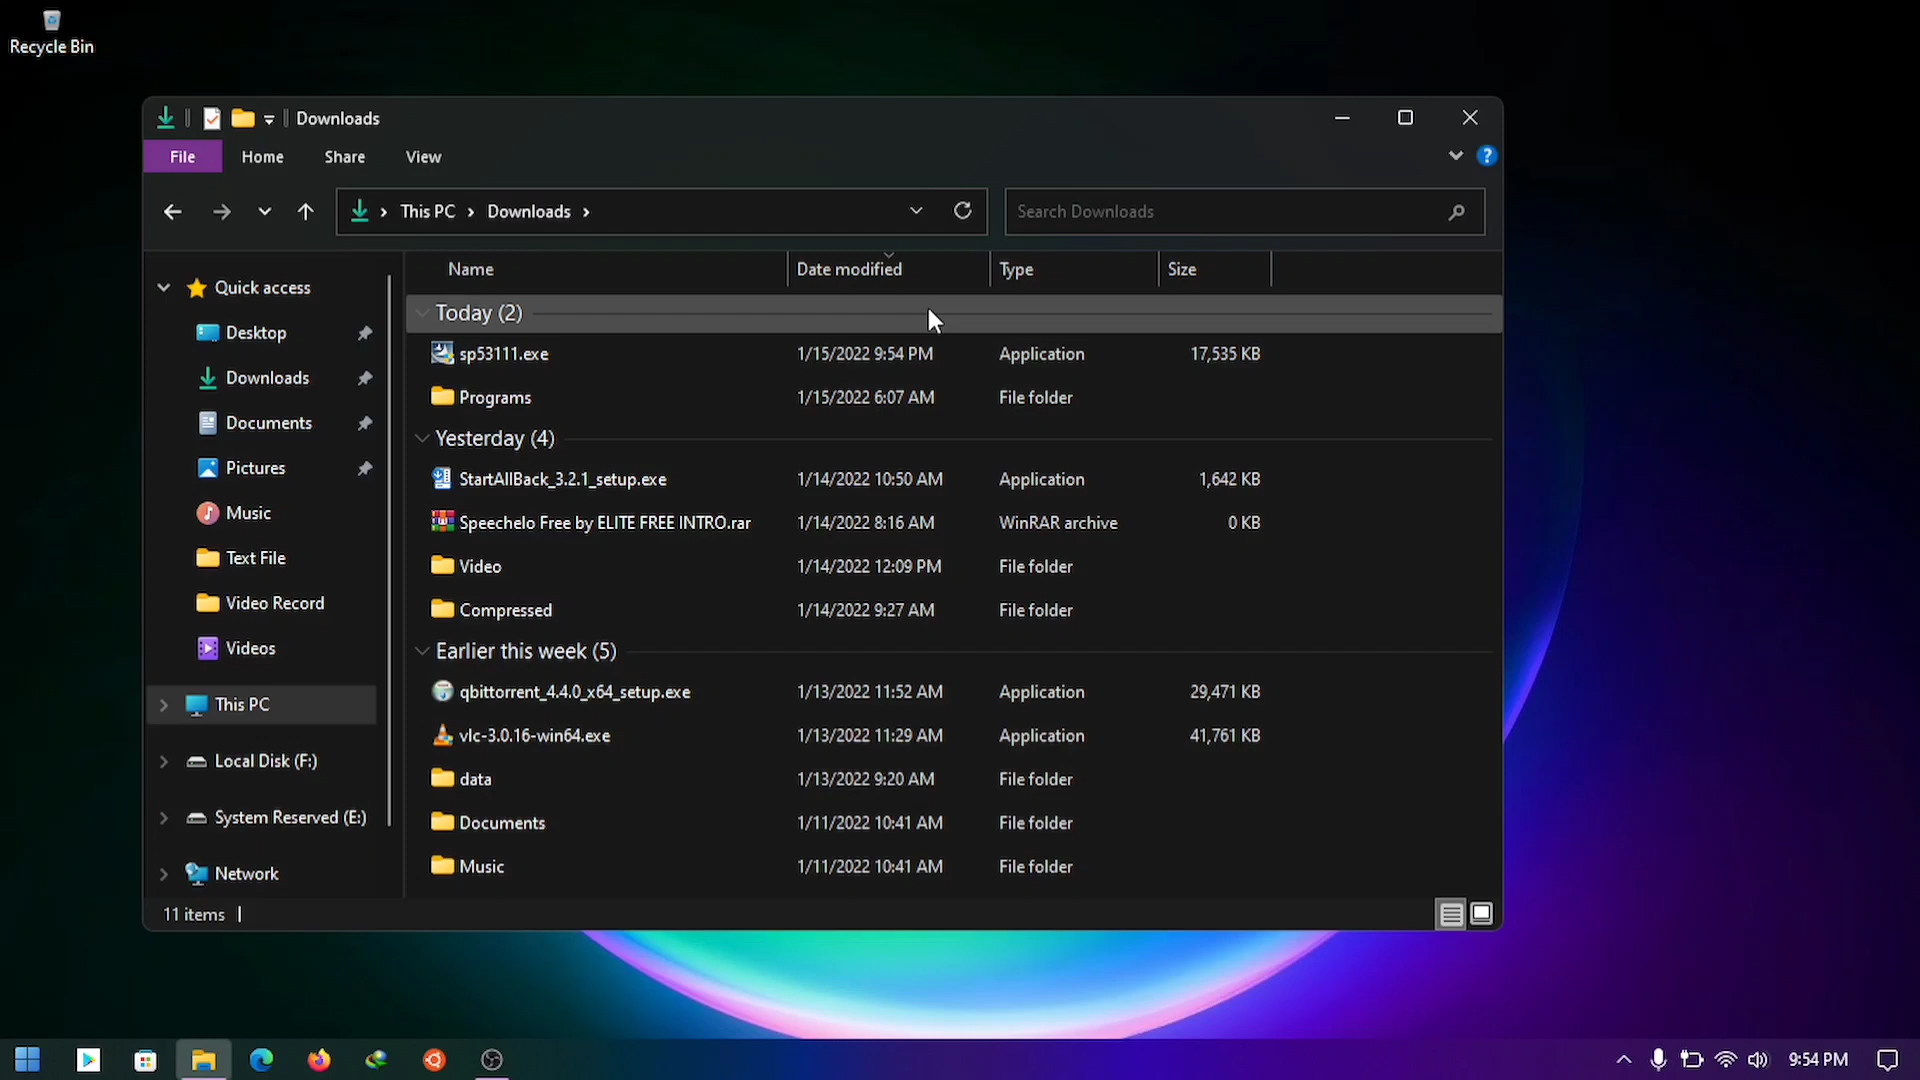 Recycle Bin
Downloads
File Home Share View
This PC Downloads
Search Downloads
Name Date modified Type Size
Quick access
Desktop
Downloads
Documents
Pictures
Music
Text File
Video Record
Videos
This PC
Local Disk (F:)
System Reserved (E:)
Network
Today (2)
sp53111.exe 1/15/2022 9:54 PM Application 17,535 KB
Programs 1/15/2022 6:07 AM File folder
Yesterday (4)
StartAllBack_3.2.1_setup.exe 1/14/2022 10:50 AM Application 1,642 KB
Speechelo Free by ELITE FREE INTRO.rar 1/14/2022 8:16 AM WinRAR archive 0 KB
Video 1/14/2022 12:09 PM File folder
Compressed 1/14/2022 9:27 AM File folder
Earlier this week (5)
qbittorrent_4.4.0_x64_setup.exe 1/13/2022 11:52 AM Application 29,471 KB
vlc-3.0.16-win64.exe 1/13/2022 11:29 AM Application 41,761 KB
data 1/13/2022 9:20 AM File folder
Documents 1/11/2022 10:41 AM File folder
Music 1/11/2022 10:41 AM File folder
11 items
9:54 PM